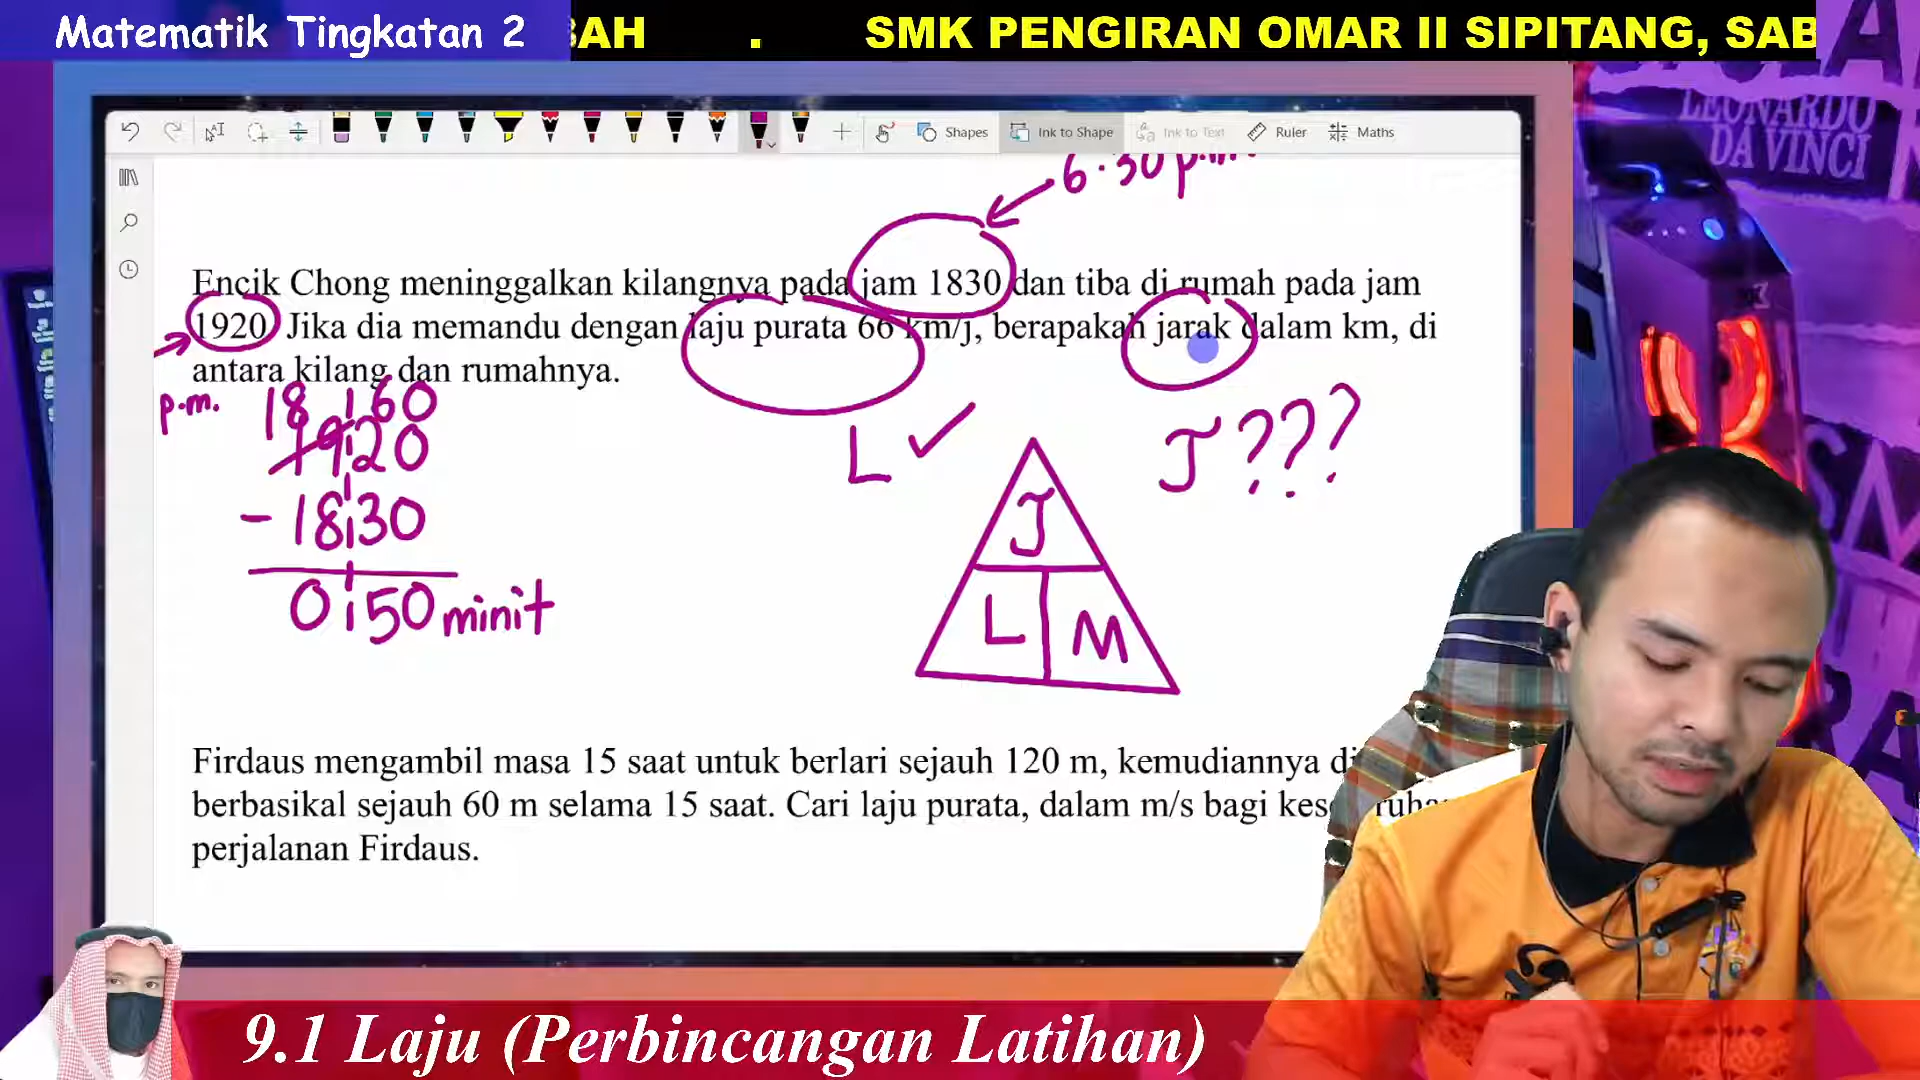 Matematik Tingkatan 2
SMK PENGIRAN OMAR II SIPITANG, SAB
LEONARDO
DA VINCI
Shapes
Ink to Shape
Ink to Text
Ruler
Maths
6.30 p.m.
Encik Chong meninggalkan kilangnya pada jam 1830 dan tiba di rumah pada jam
1920 Jika dia memandu dengan laju purata 66 km/j, berapakah jarak dalam km, di
antara kilang dan rumahnya.
p.m.
18 60
1920
- 1830
0 50 minit
L ✓
J ???
J
L M
Firdaus mengambil masa 15 saat untuk berlari sejauh 120 m, kemudiannya
berbasikal sejauh 60 m selama 15 saat. Cari laju purata, dalam m/s bagi
perjalanan Firdaus.
9.1 Laju (Perbincangan Latihan)